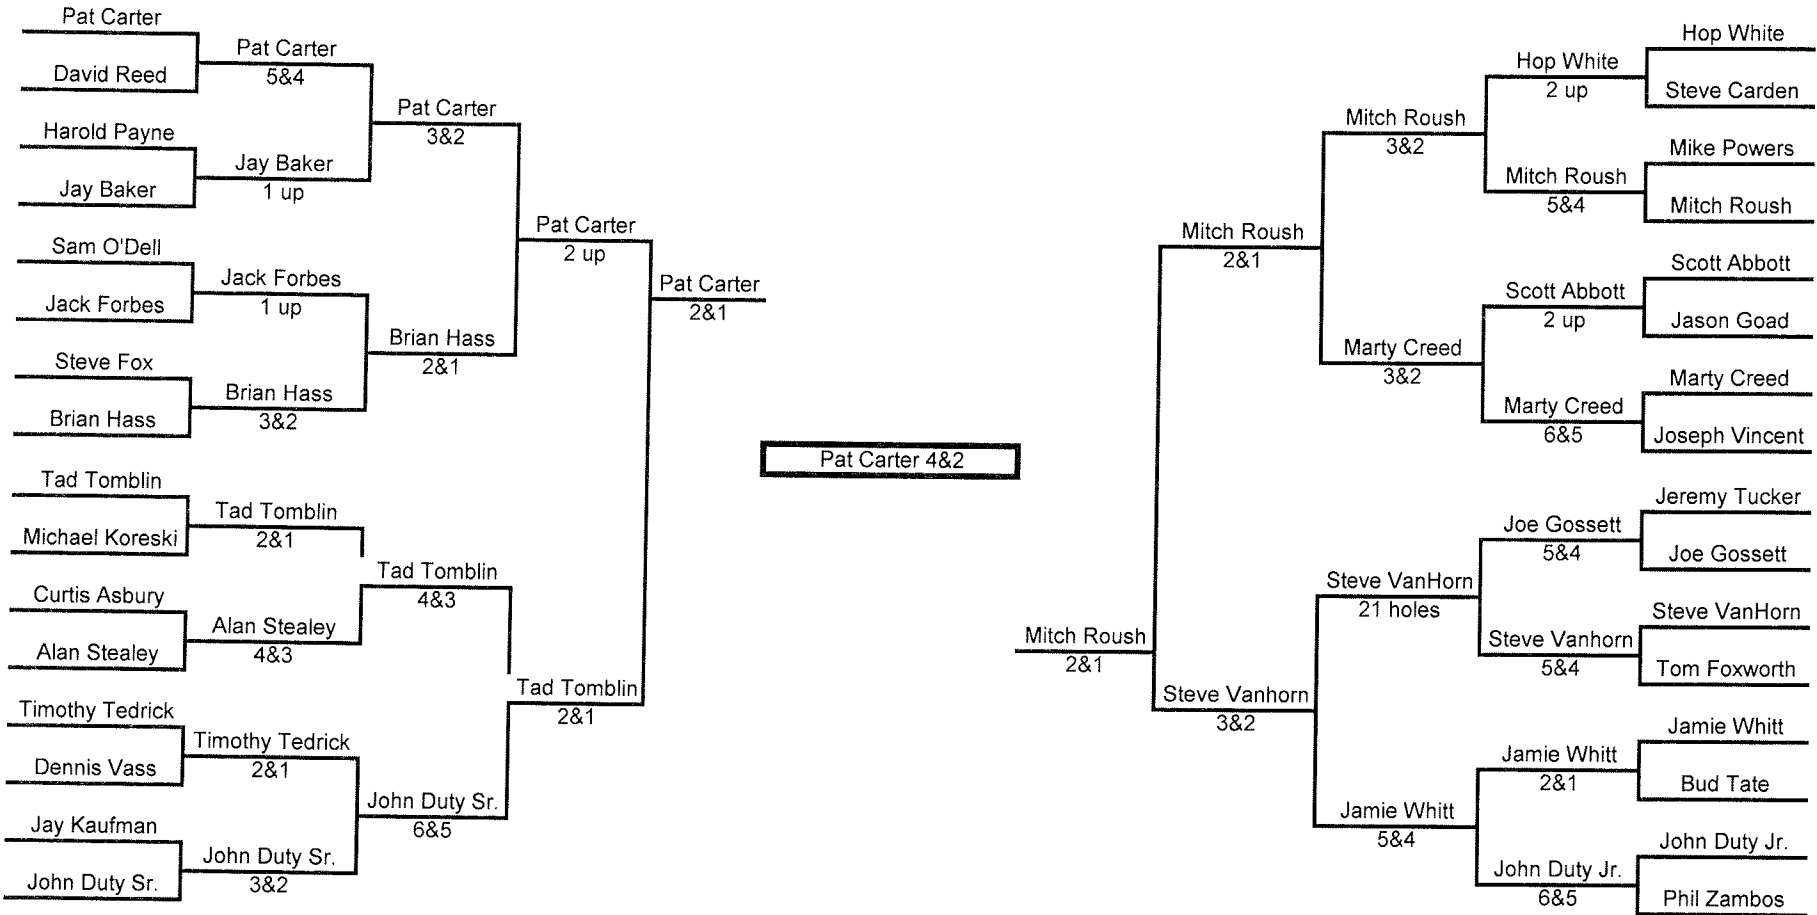 Pat Carter
David Reed
Harold Payne
Jay Baker
Sam O'Dell
Jack Forbes
Steve Fox
Brian Hass
Tad Tomblin
Michael Koreski
Curtis Asbury
Alan Stealey
Timothy Tedrick
Dennis Vass
Jay Kaufman
John Duty Sr.
Pat Carter
5&4
Jay Baker
1 up
Jack Forbes
1 up
Brian Hass
3&2
Tad Tomblin
2&1
Alan Stealey
4&3
Timothy Tedrick
2&1
John Duty Sr.
3&2
Pat Carter
3&2
Brian Hass
2&1
Tad Tomblin
4&3
John Duty Sr.
6&5
Pat Carter
2 up
Tad Tomblin
2&1
Pat Carter
2&1
Pat Carter 4&2
Mitch Roush
2&1
Mitch Roush
2&1
Steve Vanhorn
3&2
Mitch Roush
3&2
Marty Creed
3&2
Steve VanHorn
21 holes
Jamie Whitt
5&4
Hop White
2 up
Mitch Roush
5&4
Scott Abbott
2 up
Marty Creed
6&5
Joe Gossett
5&4
Steve Vanhorn
5&4
Jamie Whitt
2&1
John Duty Jr.
6&5
Hop White
Steve Carden
Mike Powers
Mitch Roush
Scott Abbott
Jason Goad
Marty Creed
Joseph Vincent
Jeremy Tucker
Joe Gossett
Steve VanHorn
Tom Foxworth
Jamie Whitt
Bud Tate
John Duty Jr.
Phil Zambos